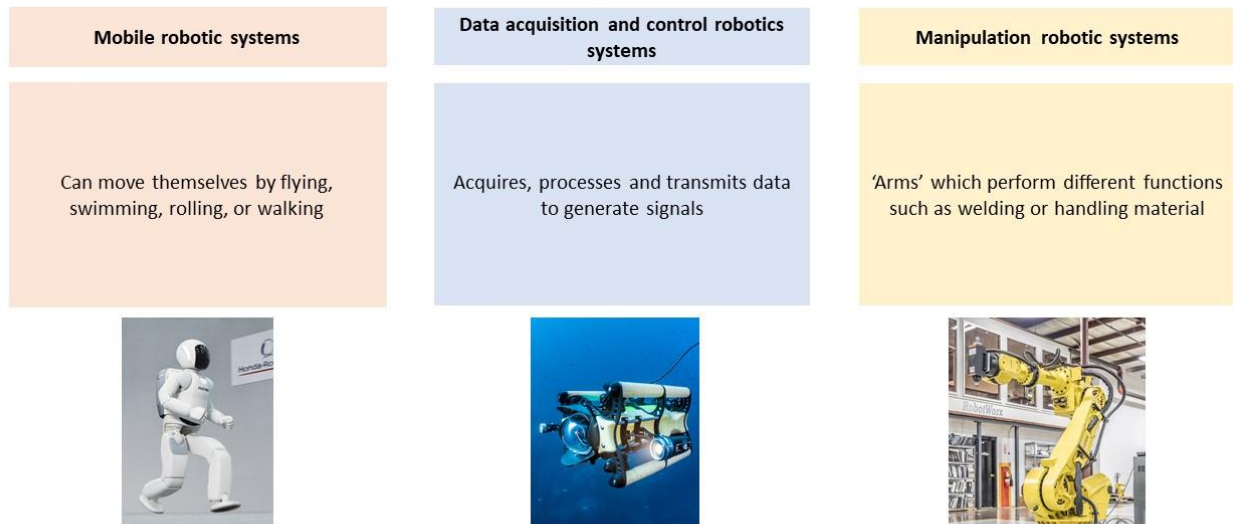 Mobile robotic systems
Data acquisition and control robotics
systems
Manipulation robotic systems
Can move themselves by flying,
swimming, rolling, or walking
Acquires, processes and transmits data
to generate signals
‘Arms’ which perform different functions
such as welding or handling material
RobotWorx